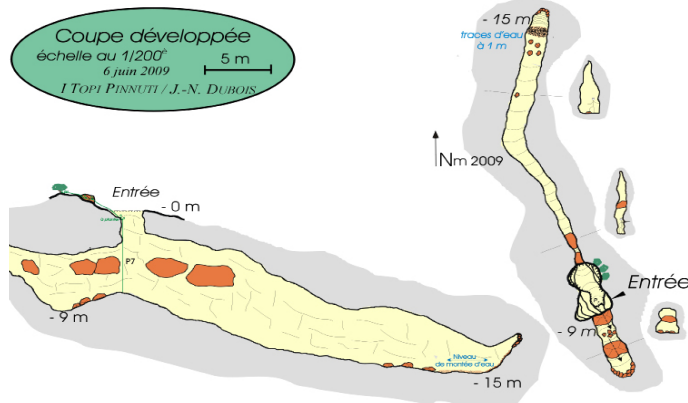 Coupe développée
échelle au 1/200è
6 juin 2009
5 m
I TOPI PINNUTI / J.-N. DUBOIS
- 15 m
traces d'eau
à 1 m
Nm 2009
Entrée
- 0 m
P7
- 9 m
Niveau
de montée d'eau
- 15 m
Entrée
- 9 m